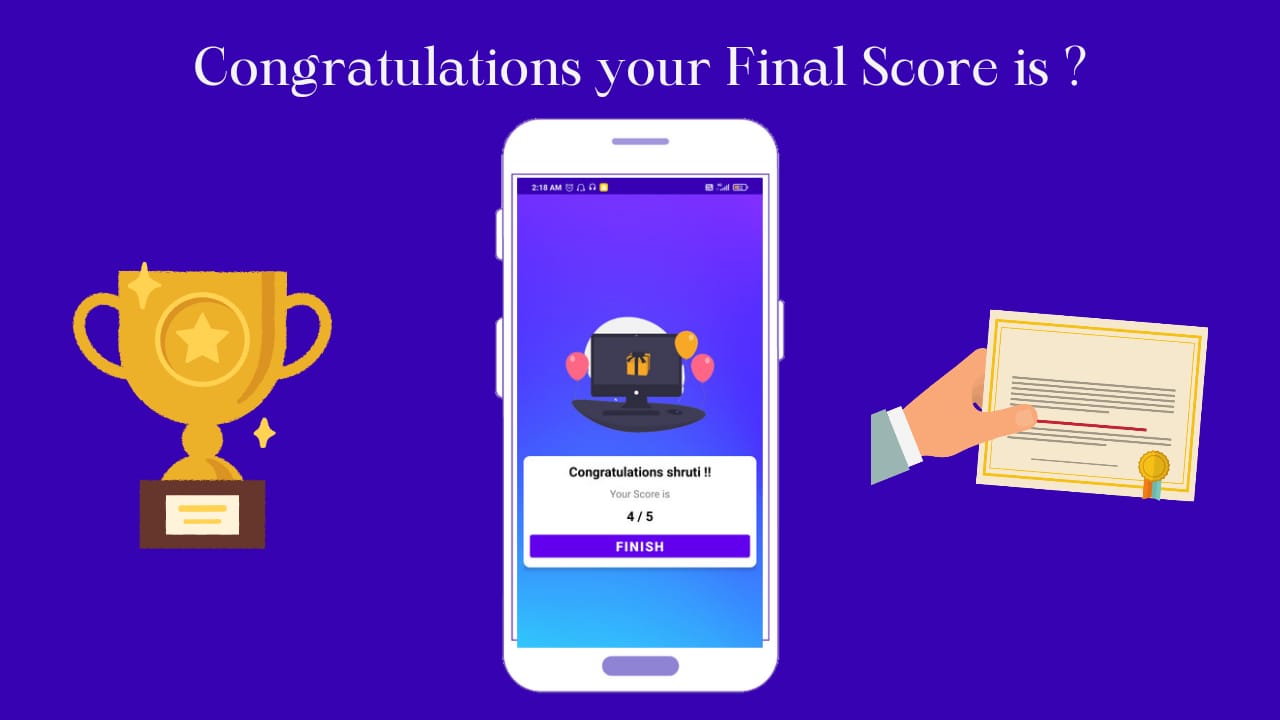 Congratulations your Final Score is ?
2:18 AM
Congratulations shruti !!
Your Score is
4 / 5
FINISH